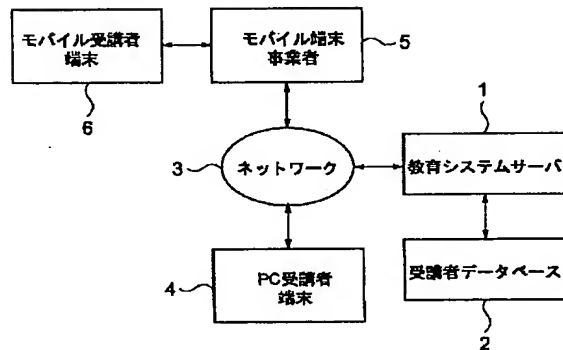 モバイル受講者
端末
6
モバイル端末
事業者
5
1
3
ネットワーク
教育システムサーバ
4
PC受講者
端末
受講者データベース
2